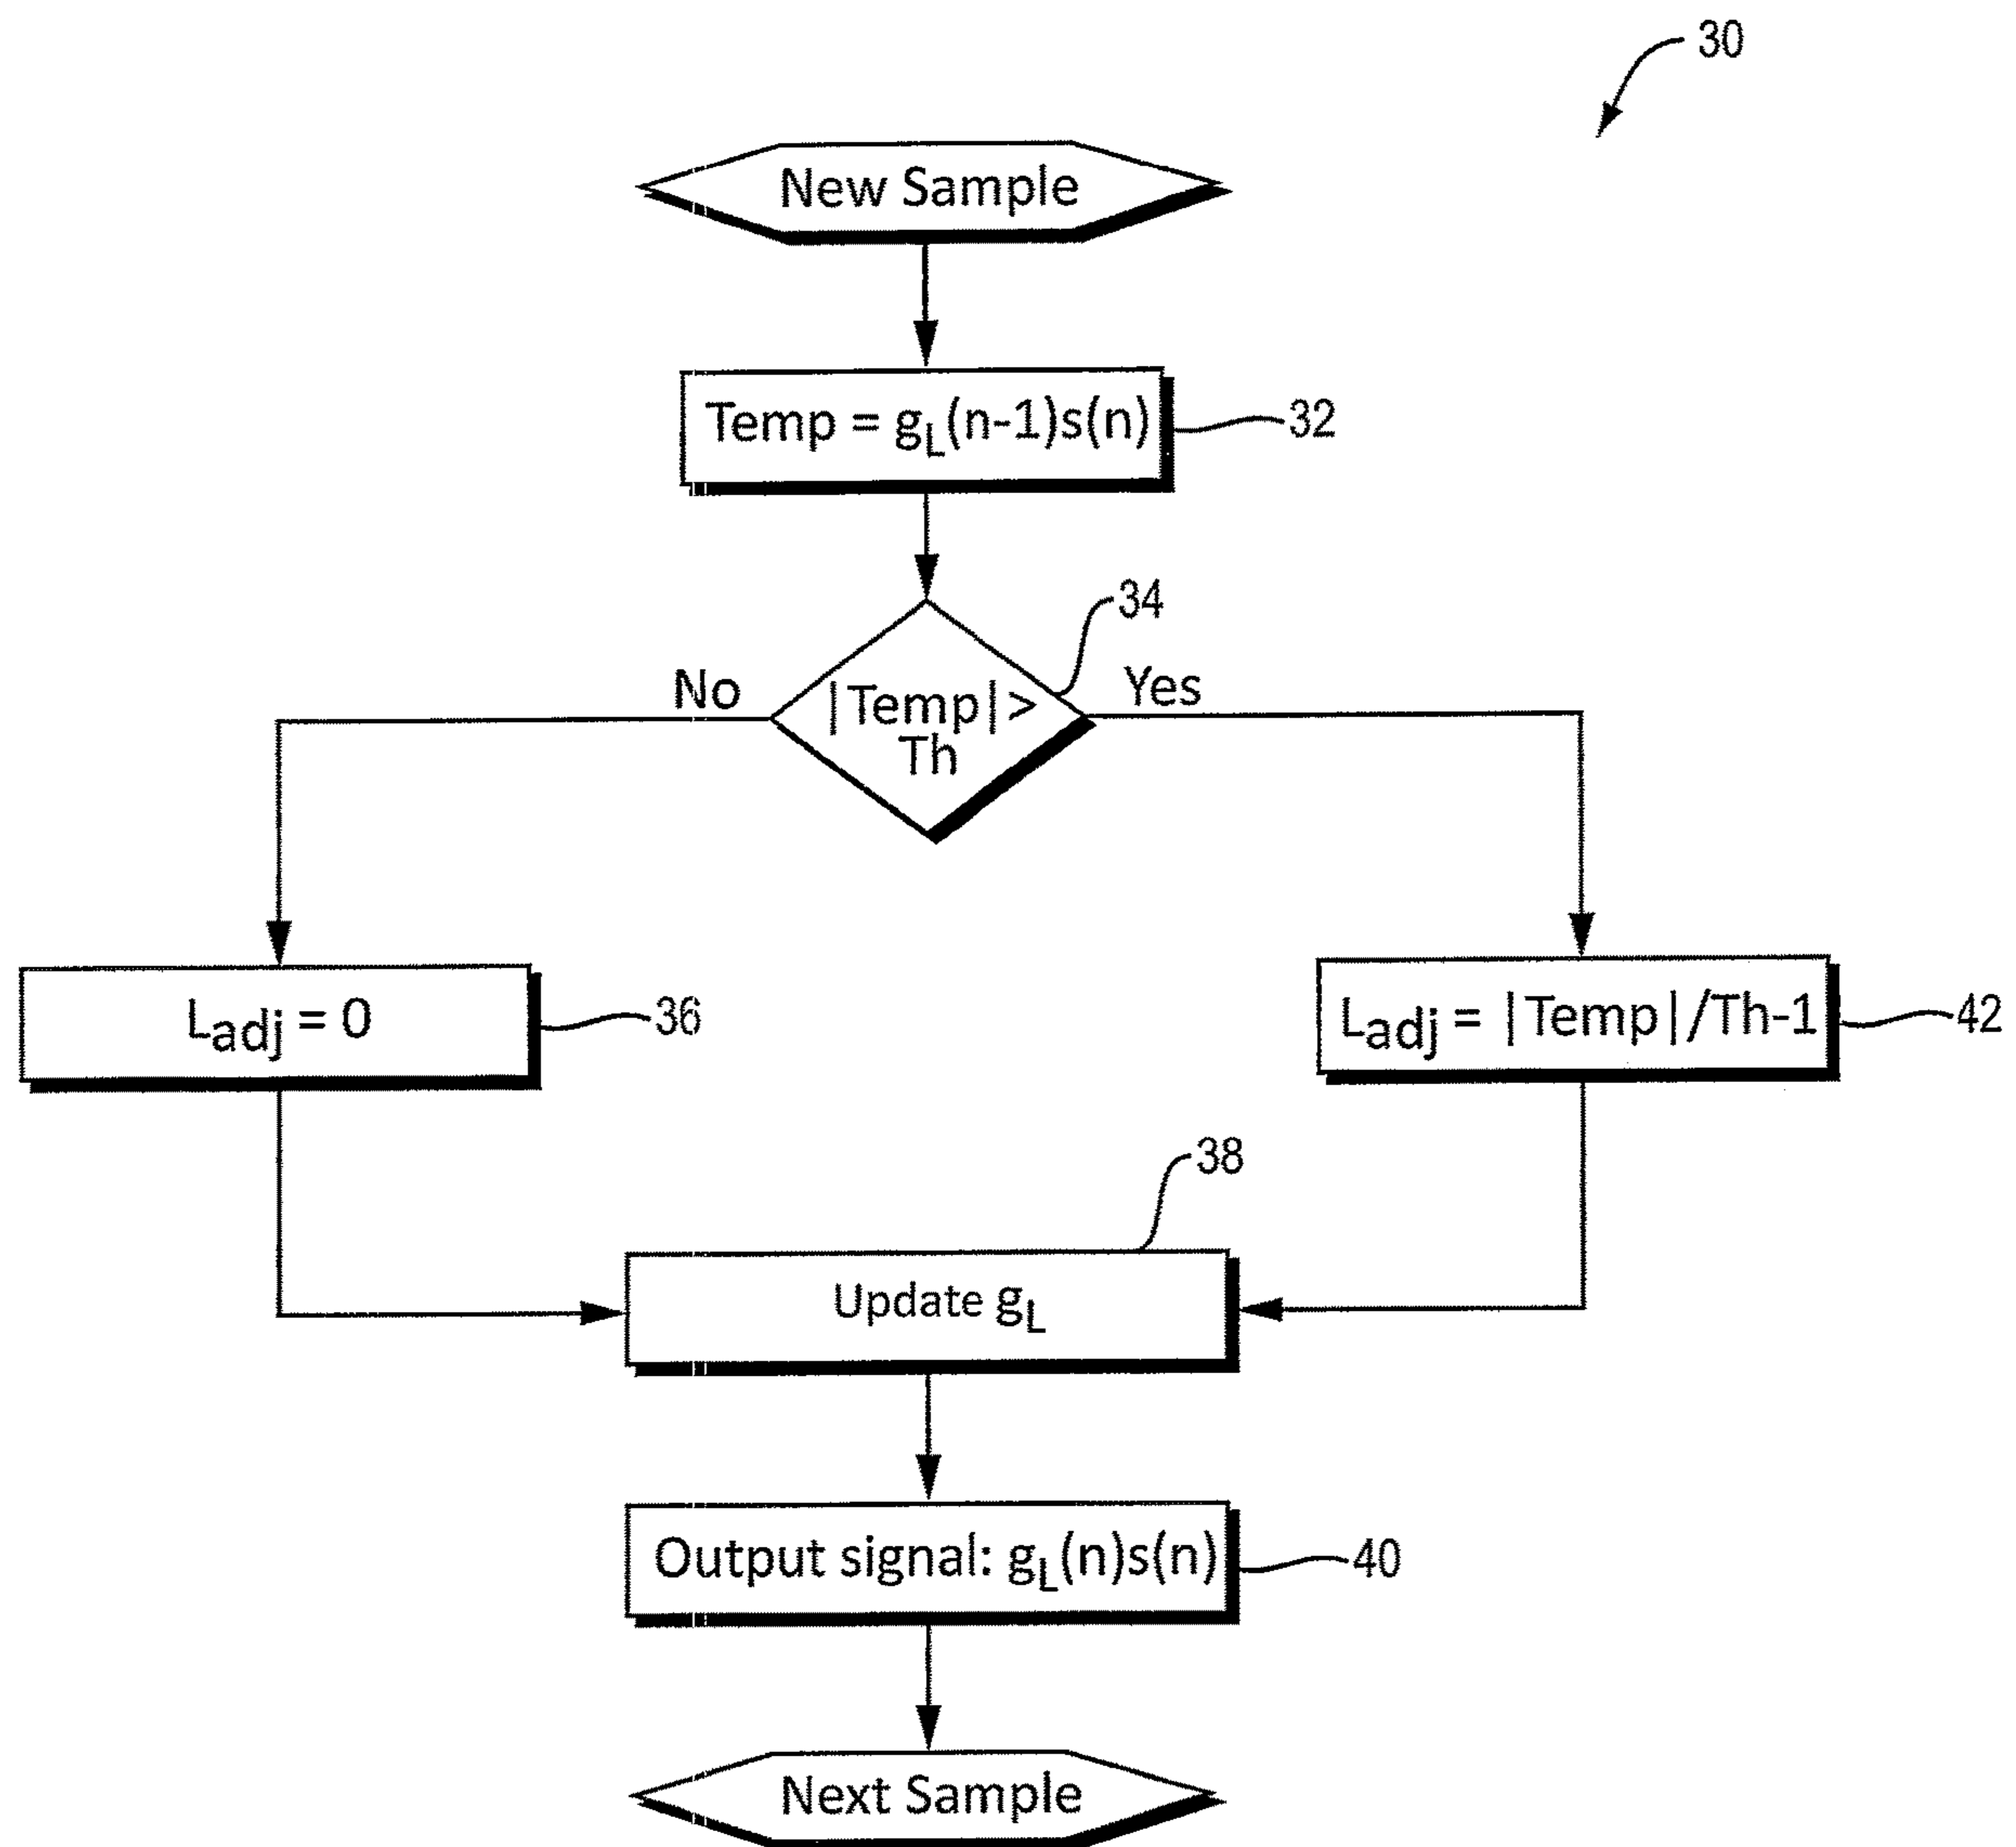 30
New Sample
Temp = gL(n-1)s(n)
32
34
No
|Temp|>
Th
Yes
Ladj = 0
36
Ladj = |Temp|/Th-1
42
38
Update gL
Output signal: gL(n)s(n)
40
Next Sample